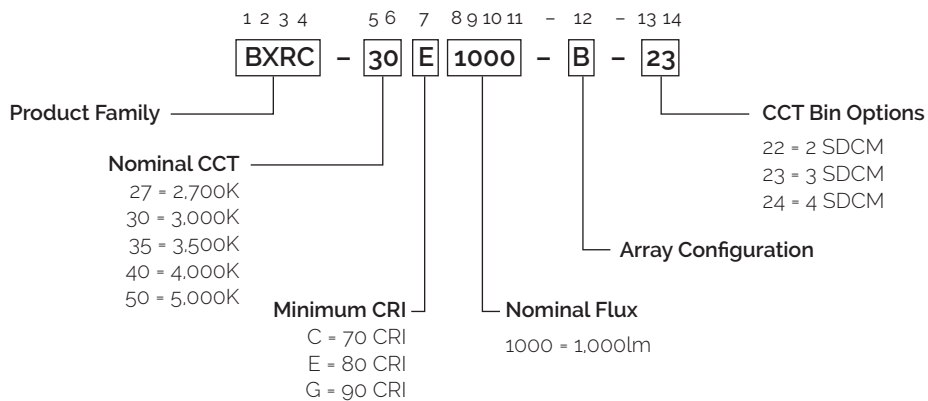 1 2 3 4 5 6 7 8 9 10 11 - 12 - 13 14
BXRC - 30 E 1000 - B - 23
Product Family
CCT Bin Options
22 = 2 SDCM
23 = 3 SDCM
24 = 4 SDCM
Nominal CCT
27 = 2,700K
30 = 3,000K
35 = 3,500K
40 = 4,000K
50 = 5,000K
Array Configuration
Minimum CRI
C = 70 CRI
E = 80 CRI
G = 90 CRI
Nominal Flux
1000 = 1,000lm